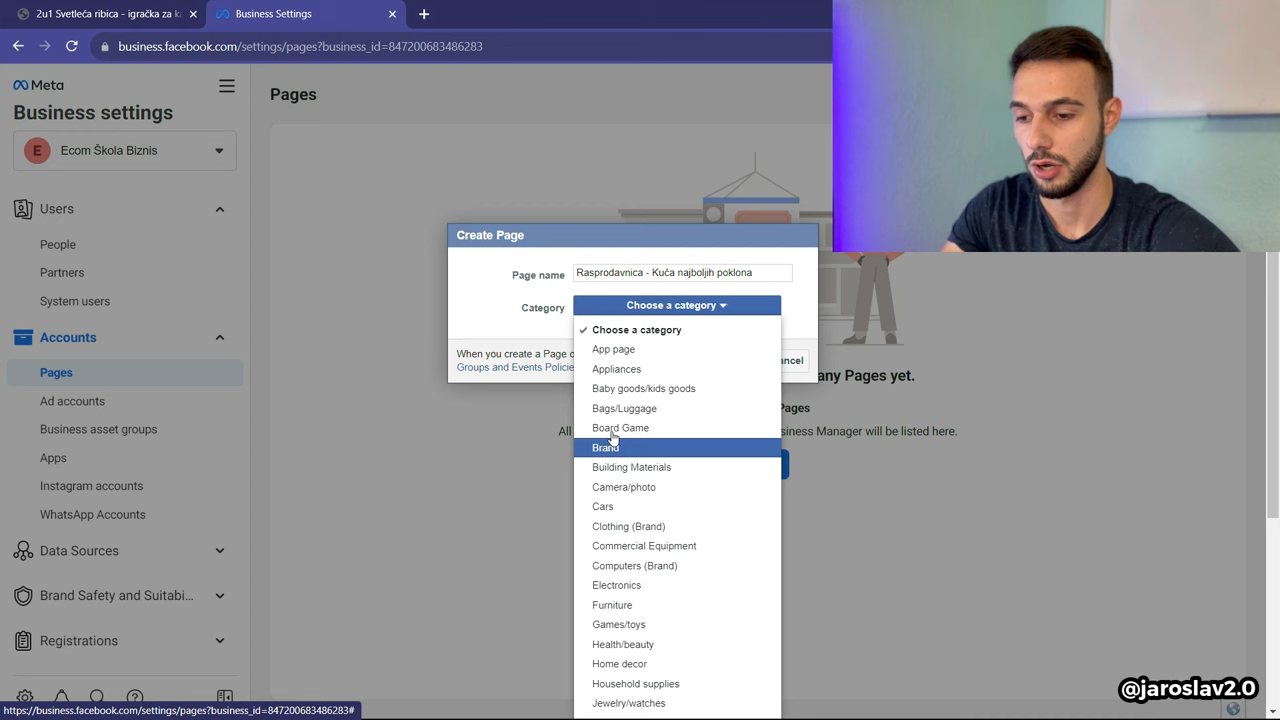 2u1 Svetleća ribica - igračka za k
Business Settings
business.facebook.com/settings/pages?business_id=847200683486283
Meta
Business settings
E
Ecom Škola Biznis
Users
People
Partners
System users
Accounts
Pages
Ad accounts
Business asset groups
Apps
Instagram accounts
WhatsApp Accounts
Data Sources
Brand Safety and Suitabi...
Registrations
https://business.facebook.com/settings/pages?business_id=847200683486283#
Pages
Create Page
Page name
Rasprodavnica - Kuća najboljih poklona
Category
Choose a category
When you create a Page o
Groups and Events Policie
ncel
Choose a category
App page
Appliances
Baby goods/kids goods
Bags/Luggage
Board Game
Brand
Building Materials
Camera/photo
Cars
Clothing (Brand)
Commercial Equipment
Computers (Brand)
Electronics
Furniture
Games/toys
Health/beauty
Home decor
Household supplies
Jewelry/watches
any Pages yet.
Pages
All
siness Manager will be listed here.
@jaroslav2.0